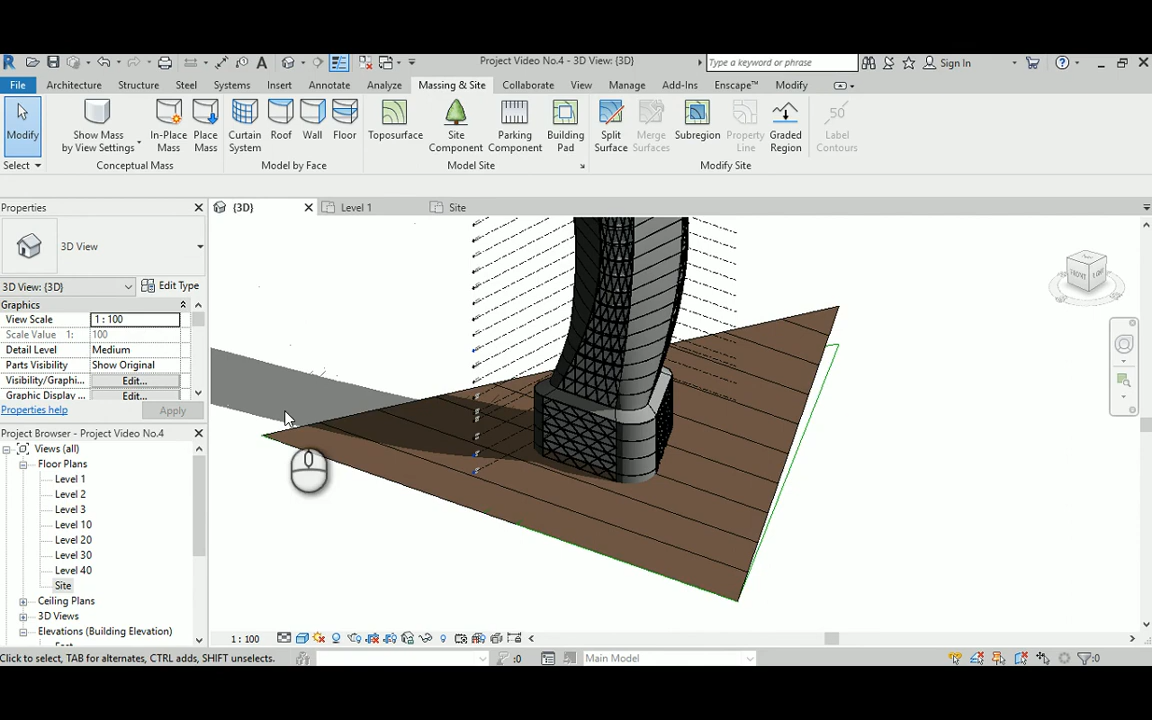 Project Video No.4 - 3D View: {3D}
Type a keyword or phrase
Sign In
File Architecture Structure Steel Systems Insert Annotate Analyze Massing & Site Collaborate View Manage Add-Ins Enscape™ Modify
Modify
Show Mass
by View Settings
In-Place
Mass
Place
Mass
Curtain
System
Roof
Wall
Floor
Toposurface
Site
Component
Parking
Component
Building
Pad
Split
Surface
Merge
Surfaces
Subregion
Property
Line
Graded
Region
50
Label
Contours
Select
Conceptual Mass
Model by Face
Model Site
Modify Site
Properties
{3D}
Level 1
Site
3D View
3D View: {3D}
Edit Type
Graphics
View Scale 1 : 100
Scale Value 1: 100
Detail Level Medium
Parts Visibility Show Original
Visibility/Graphi... Edit...
Graphic Display ... Edit...
Properties help
Apply
Project Browser - Project Video No.4
Views (all)
Floor Plans
Level 1
Level 2
Level 3
Level 10
Level 20
Level 30
Level 40
Site
Ceiling Plans
3D Views
Elevations (Building Elevation)
East
FRONT
1 : 100
Click to select, TAB for alternates, CTRL adds, SHIFT unselects.
:0
Main Model
:0